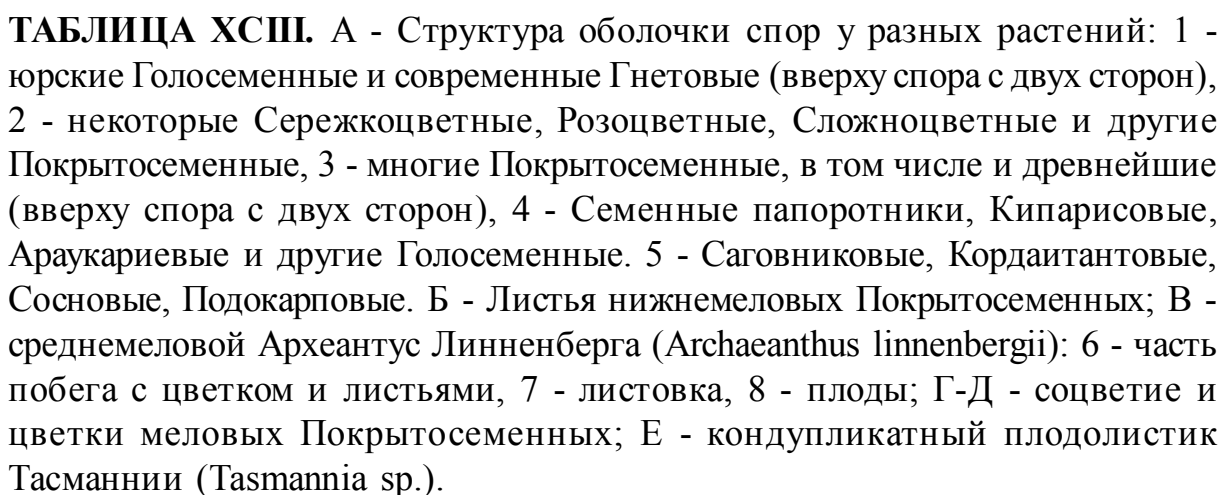 ТАБЛИЦА XCIII. А - Структура оболочки спор у разных растений: 1 -
юрские Голосеменные и современные Гнетовые (вверху спора с двух сторон),
2 - некоторые Сережкоцветные, Розоцветные, Сложноцветные и другие
Покрытосеменные, 3 - многие Покрытосеменные, в том числе и древнейшие
(вверху спора с двух сторон), 4 - Семенные папоротники, Кипарисовые,
Араукариевые и другие Голосеменные. 5 - Саговниковые, Кордаитантовые,
Сосновые, Подокарповые. Б - Листья нижнемеловых Покрытосеменных; В -
среднемеловой Археантус Линненберга (Archaeanthus linnenbergii): 6 - часть
побега с цветком и листьями, 7 - листовка, 8 - плоды; Г-Д - соцветие и
цветки меловых Покрытосеменных; Е - кондупликатный плодолистик
Тасманнии (Tasmannia sp.).